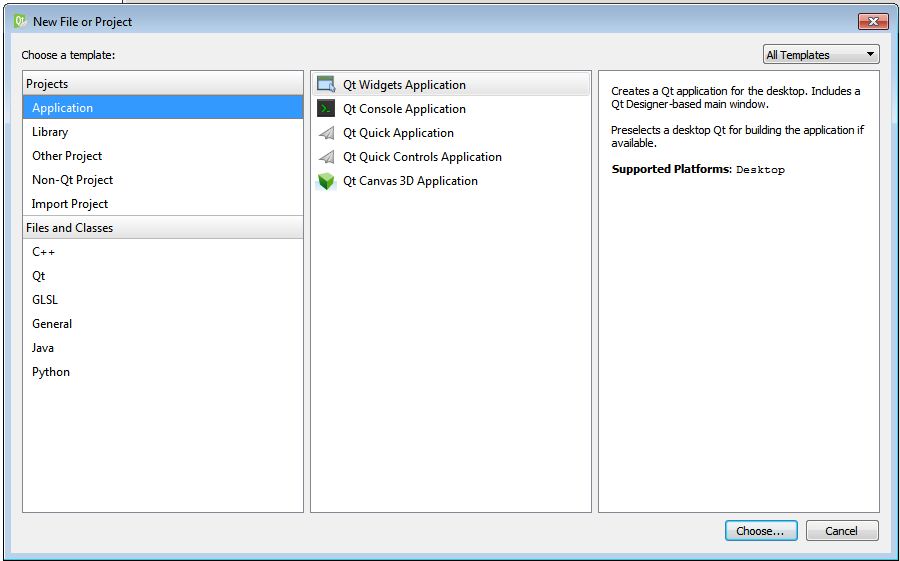 New File or Project
Choose a template:
All Templates
Projects
Application
Library
Other Project
Non-Qt Project
Import Project
Files and Classes
C++
Qt
GLSL
General
Java
Python
Qt Widgets Application
Qt Console Application
Qt Quick Application
Qt Quick Controls Application
Qt Canvas 3D Application
Creates a Qt application for the desktop. Includes a
Qt Designer-based main window.
Preselects a desktop Qt for building the application if
available.
Supported Platforms: Desktop
Choose...
Cancel